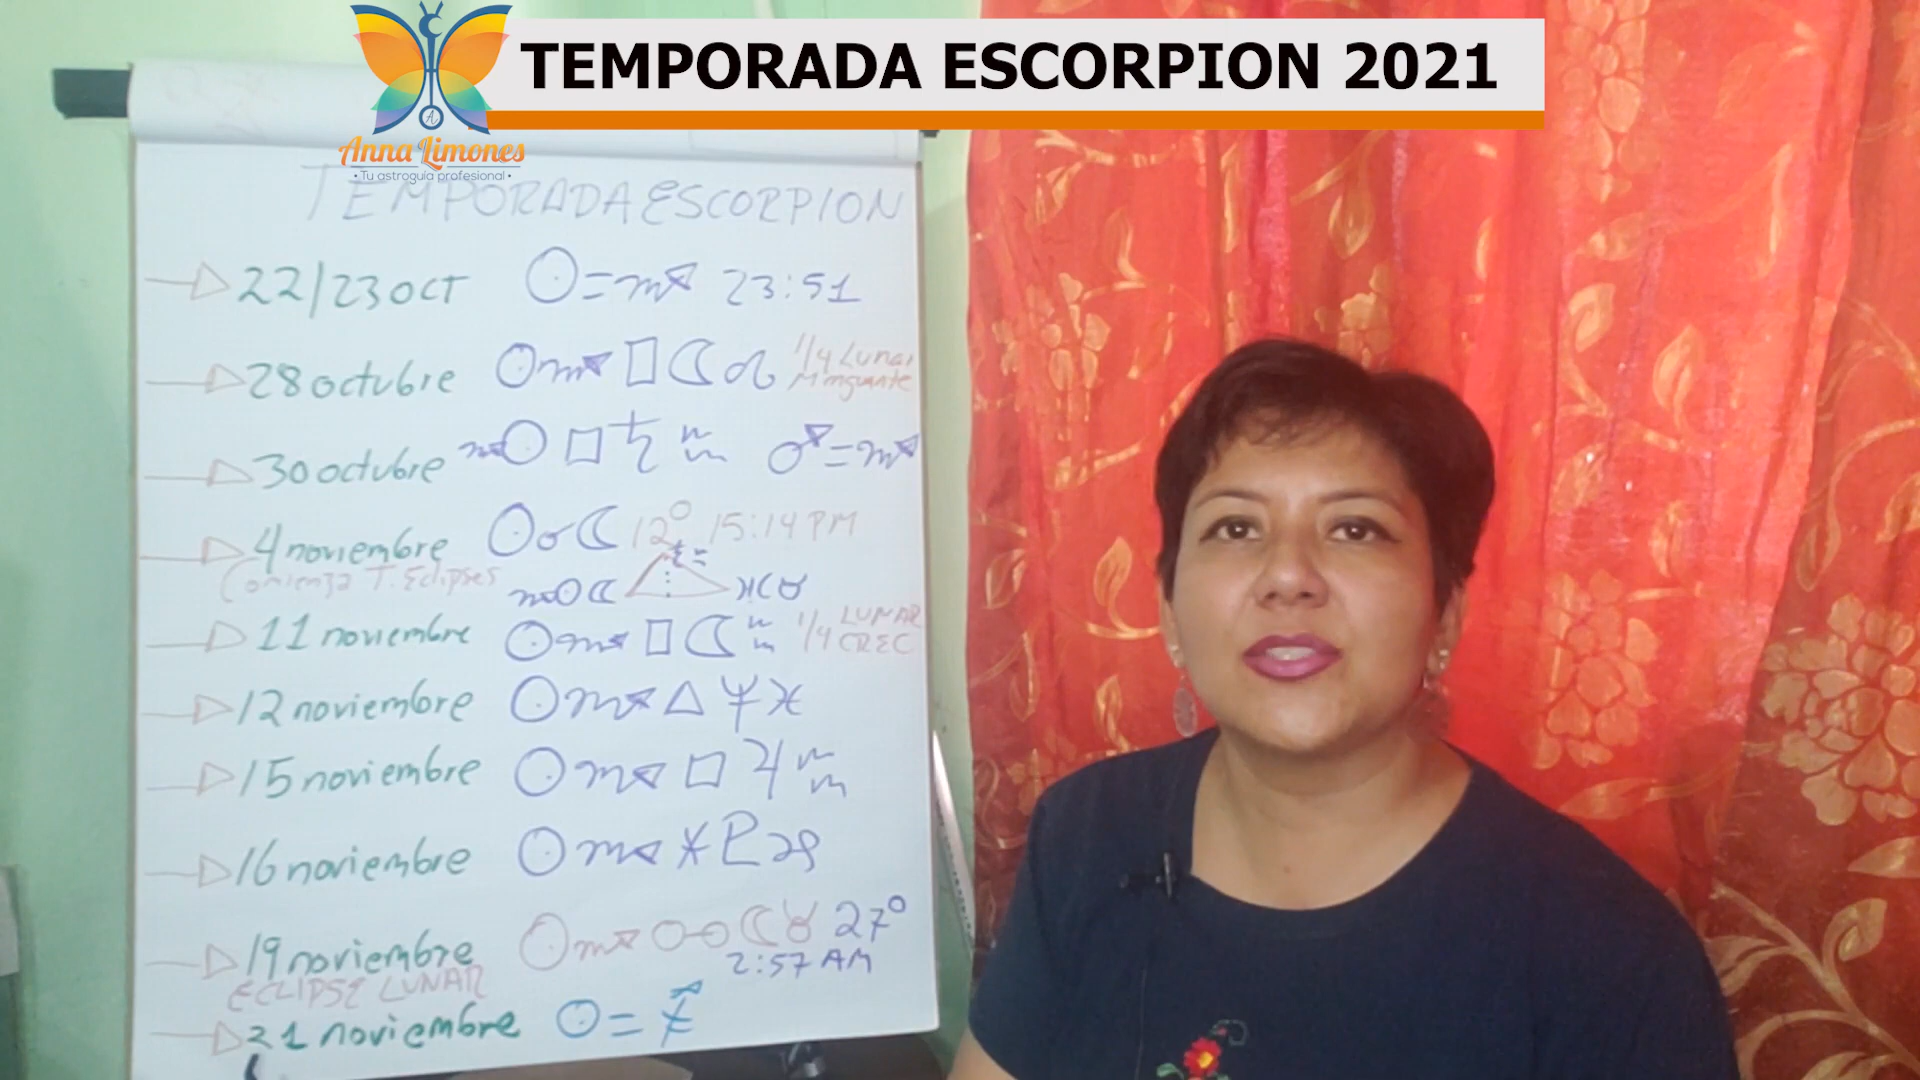 TEMPORADA ESCORPION 2021
Anna Limones
• Tu astroguía profesional •
TEMPORADA ESCORPION
22/23 OCT ☉=♏ 23:51
28 octubre ☉♏□☾♌ 1/4 Lunar
Minguante
30 octubre ♏☉□♄♒ ♂=♏
4 noviembre ☉☌☾ 12° 15:14 PM
Comienza T. Eclipses ♏☉☾ ♓☾♉
11 noviembre ☉♏□☾♒ 1/4 LUNAR
CREC
12 noviembre ☉♏△♆♓
15 noviembre ☉♏□♃♒
16 noviembre ☉♏⚹♇♑
19 noviembre ☉♏☍☾♉ 27°
ECLIPSE LUNAR 2:57 AM
21 noviembre ☉=♐